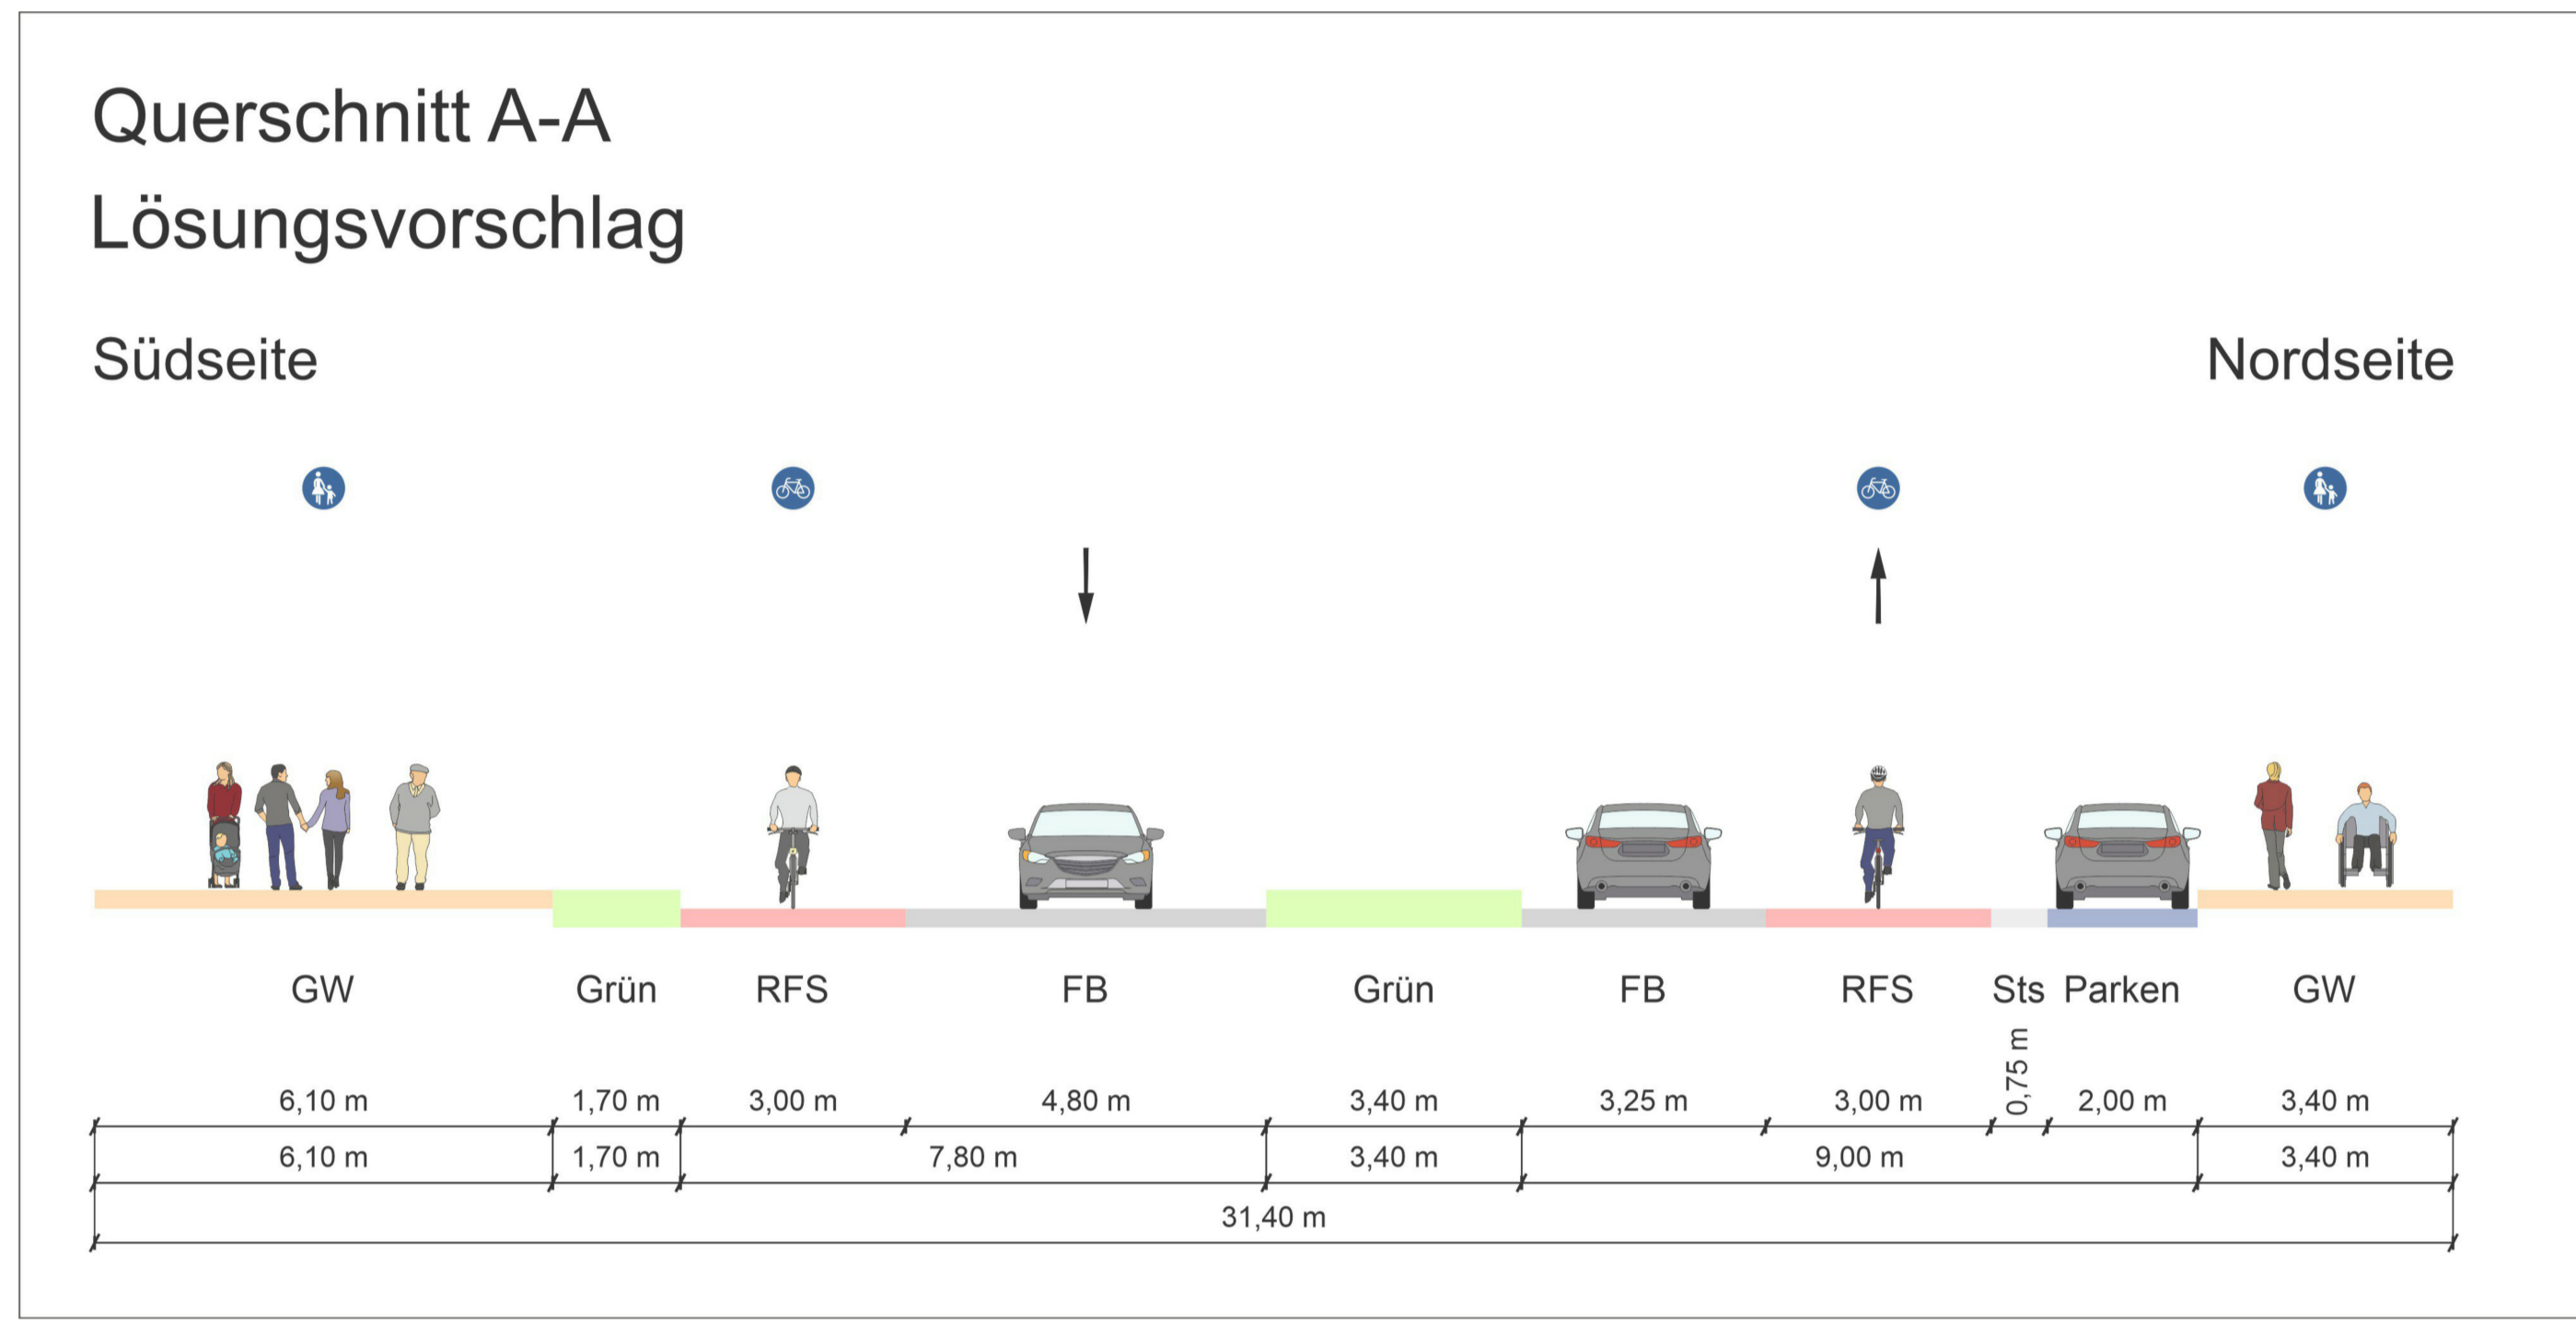 Querschnitt A-A
Lösungsvorschlag
Südseite Nordseite
GW Grün RFS FB Grün FB RFS Sts Parken GW
6,10 m 1,70 m 3,00 m 4,80 m 3,40 m 3,25 m 3,00 m 0,75 m 2,00 m 3,40 m
6,10 m 1,70 m 7,80 m 3,40 m 9,00 m 3,40 m
31,40 m